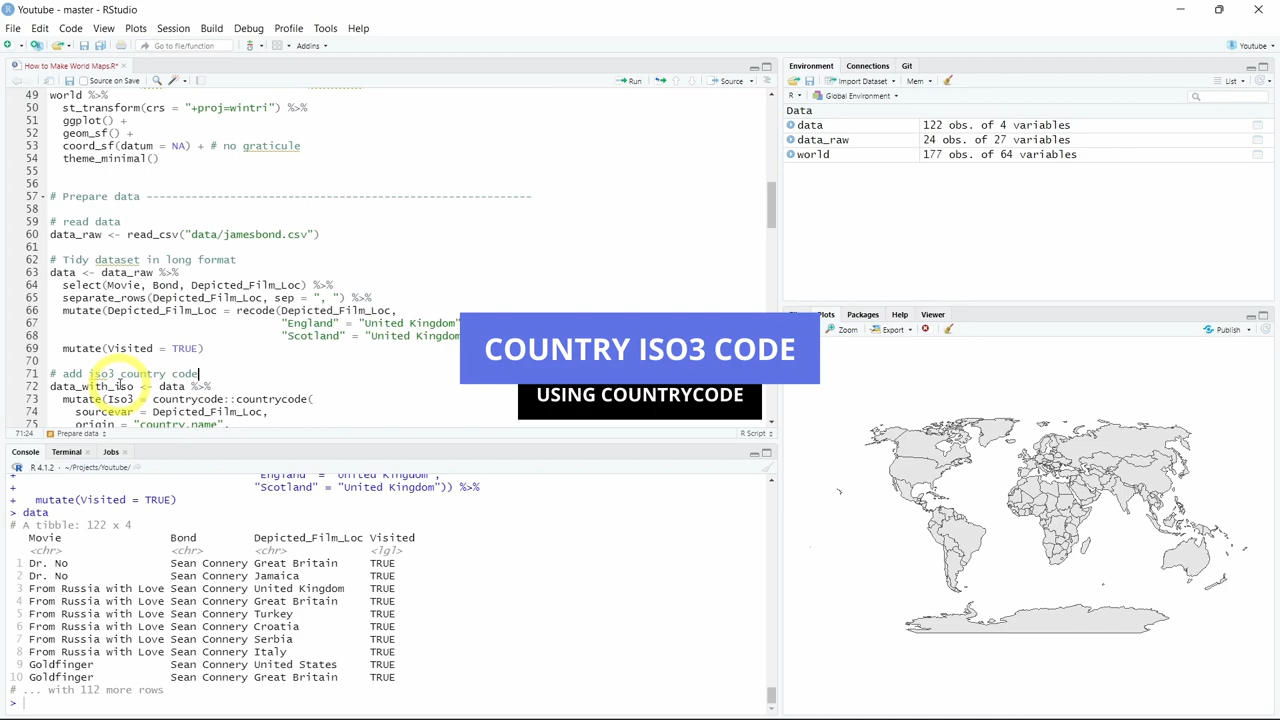 Youtube - master - RStudio
File Edit Code View Plots Session Build Debug Profile Tools Help
Go to file/function Addins Youtube
How to Make World Maps.R*
Source on Save Run Source
49 world %>%
50 st_transform(crs = "+proj=wintri") %>%
51 ggplot() +
52 geom_sf() +
53 coord_sf(datum = NA) + # no graticule
54 theme_minimal()
55
56
57 # Prepare data ------------------------------------------------------------
58
59 # read data
60 data_raw <- read_csv("data/jamesbond.csv")
61
62 # Tidy dataset in long format
63 data <- data_raw %>%
64 select(Movie, Bond, Depicted_Film_Loc) %>%
65 separate_rows(Depicted_Film_Loc, sep = ", ") %>%
66 mutate(Depicted_Film_Loc = recode(Depicted_Film_Loc,
67 "England" = "United Kingdom"
68 "Scotland" = "United Kingdom"
69 mutate(Visited = TRUE)
70
71 # add iso3 country code
72 data_with_iso <- data %>%
73 mutate(Iso3 = countrycode::countrycode(
74 sourcevar = Depicted_Film_Loc,
75 origin = "country.name",
71:24 Prepare data R Script
COUNTRY ISO3 CODE
USING COUNTRYCODE
Console Terminal Jobs
R 4.1.2 · ~/Projects/Youtube/
+ "England" = "United Kingdom",
+ "Scotland" = "United Kingdom")) %>%
+ mutate(Visited = TRUE)
> data
# A tibble: 122 x 4
Movie Bond Depicted_Film_Loc Visited
<chr> <chr> <chr> <lgl>
1 Dr. No Sean Connery Great Britain TRUE
2 Dr. No Sean Connery Jamaica TRUE
3 From Russia with Love Sean Connery United Kingdom TRUE
4 From Russia with Love Sean Connery Great Britain TRUE
5 From Russia with Love Sean Connery Turkey TRUE
6 From Russia with Love Sean Connery Croatia TRUE
7 From Russia with Love Sean Connery Serbia TRUE
8 From Russia with Love Sean Connery Italy TRUE
9 Goldfinger Sean Connery United States TRUE
10 Goldfinger Sean Connery Great Britain TRUE
# ... with 112 more rows
>
Environment Connections Git
Import Dataset Mem List
R Global Environment
Data
data 122 obs. of 4 variables
data_raw 24 obs. of 27 variables
world 177 obs. of 64 variables
Plots Packages Help Viewer
Zoom Export Publish